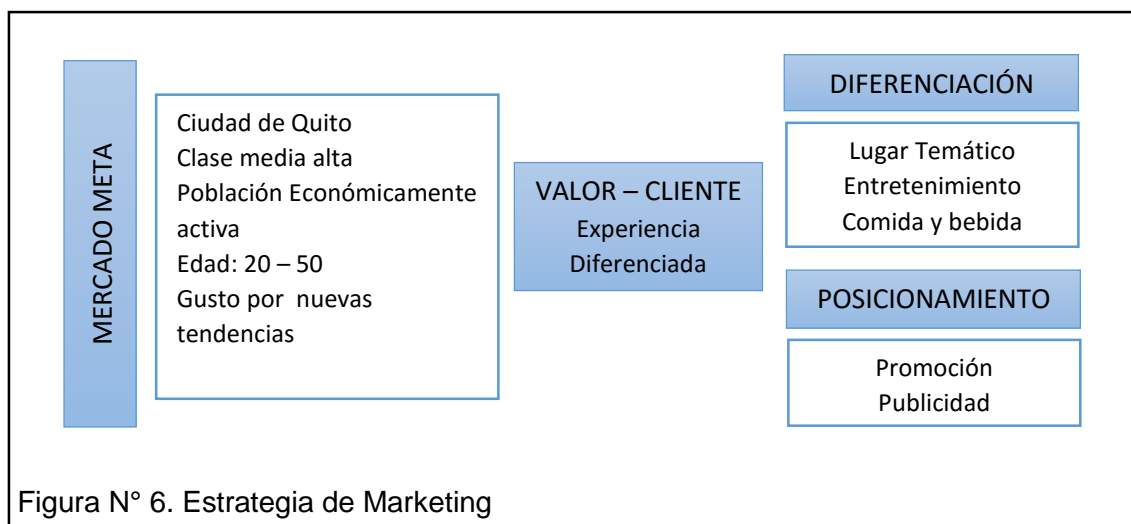 MERCADO META
Ciudad de Quito
Clase media alta
Población Económicamente
activa
Edad: 20 – 50
Gusto por nuevas
tendencias
VALOR – CLIENTE
Experiencia
Diferenciada
DIFERENCIACIÓN
Lugar Temático
Entretenimiento
Comida y bebida
POSICIONAMIENTO
Promoción
Publicidad
Figura N° 6. Estrategia de Marketing